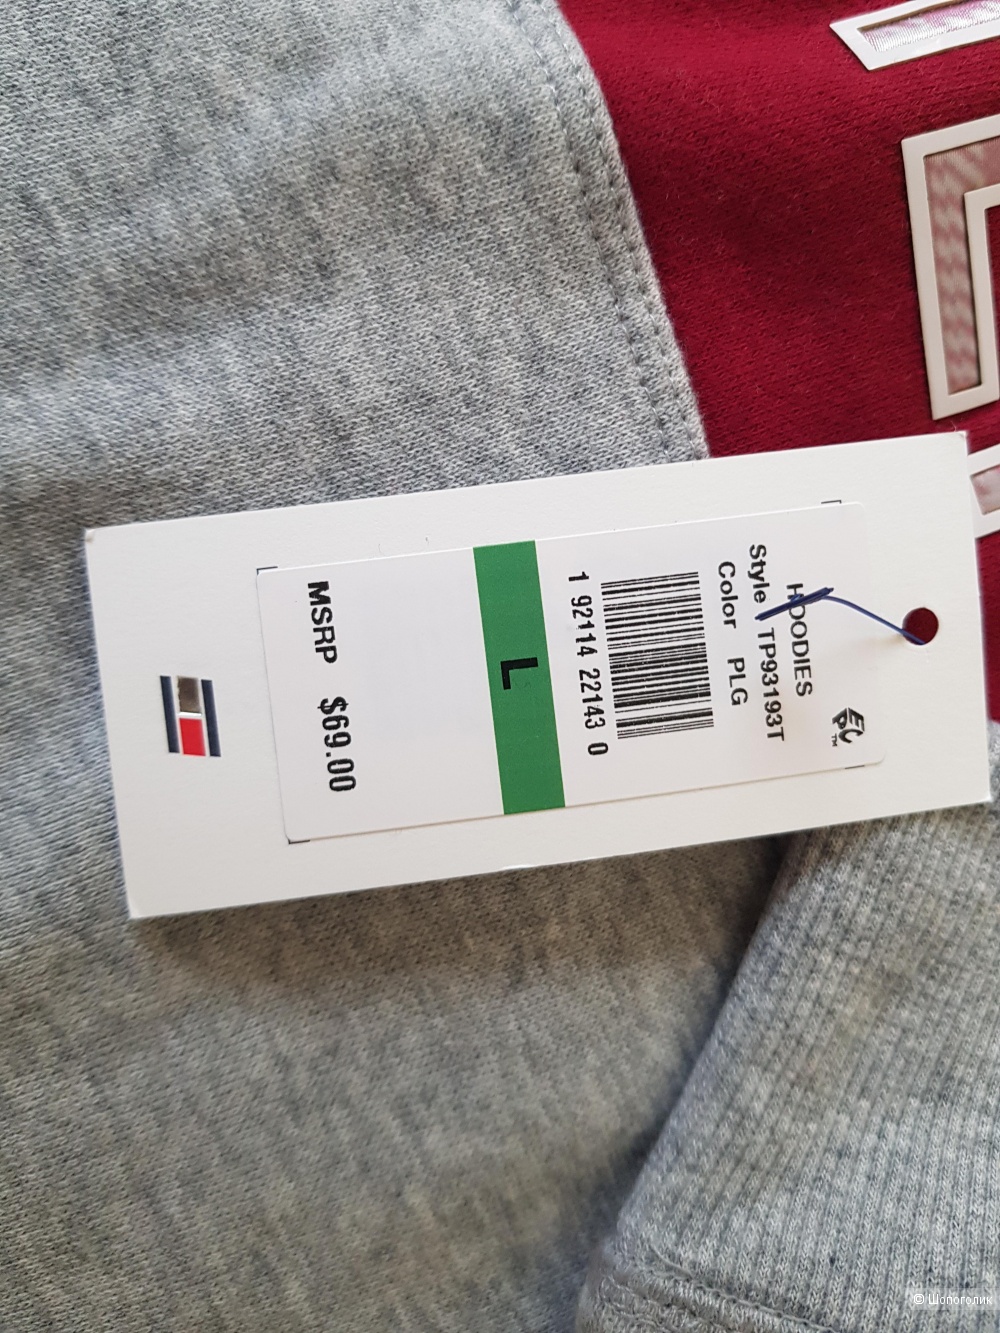 HOODIES
Style TP93193T
Color PLG
1 92114 22143 0
L
MSRP $69.00
© Шопоголик